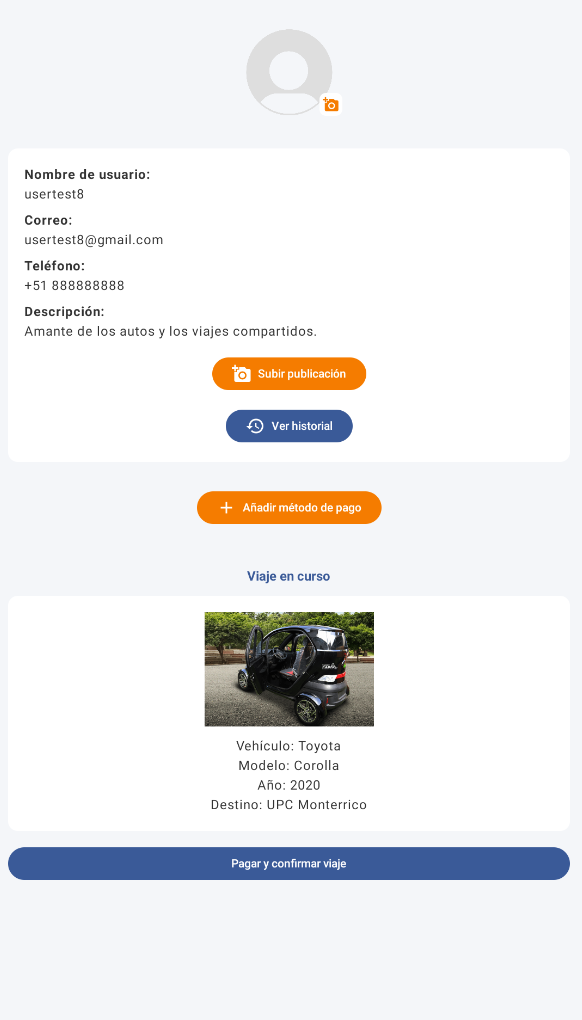 Nombre de usuario:
usertest8
Correo:
usertest8@gmail.com
Teléfono:
+51 888888888
Descripción:
Amante de los autos y los viajes compartidos.
Subir publicación
Ver historial
Añadir método de pago
Viaje en curso
Vehículo: Toyota
Modelo: Corolla
Año: 2020
Destino: UPC Monterrico
Pagar y confirmar viaje